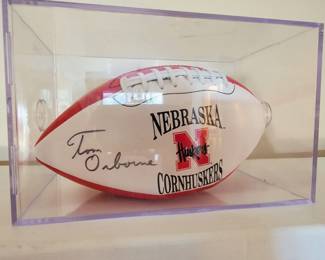 Tom
Osborne
NEBRASKA
N
Huskers
CORNHUSKERS